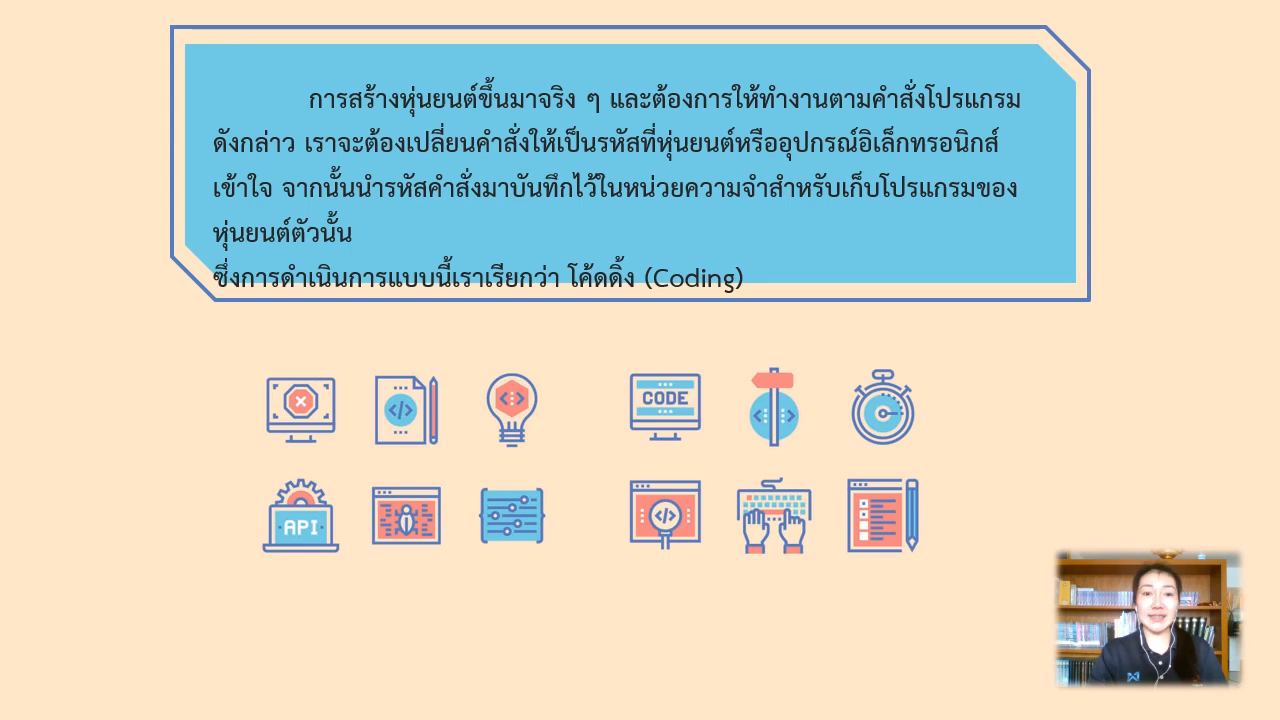 การสร้างหุ่นยนต์ขึ้นมาจริง ๆ และต้องการให้ทำงานตามคำสั่งโปรแกรม
ดังกล่าว เราจะต้องเปลี่ยนคำสั่งให้เป็นรหัสที่หุ่นยนต์หรืออุปกรณ์อิเล็กทรอนิกส์
เข้าใจ จากนั้นนำรหัสคำสั่งมาบันทึกไว้ในหน่วยความจำสำหรับเก็บโปรแกรมของ
หุ่นยนต์ตัวนั้น
ซึ่งการดำเนินการแบบนี้เราเรียกว่า โค้ดดิ้ง (Coding)
CODE
API